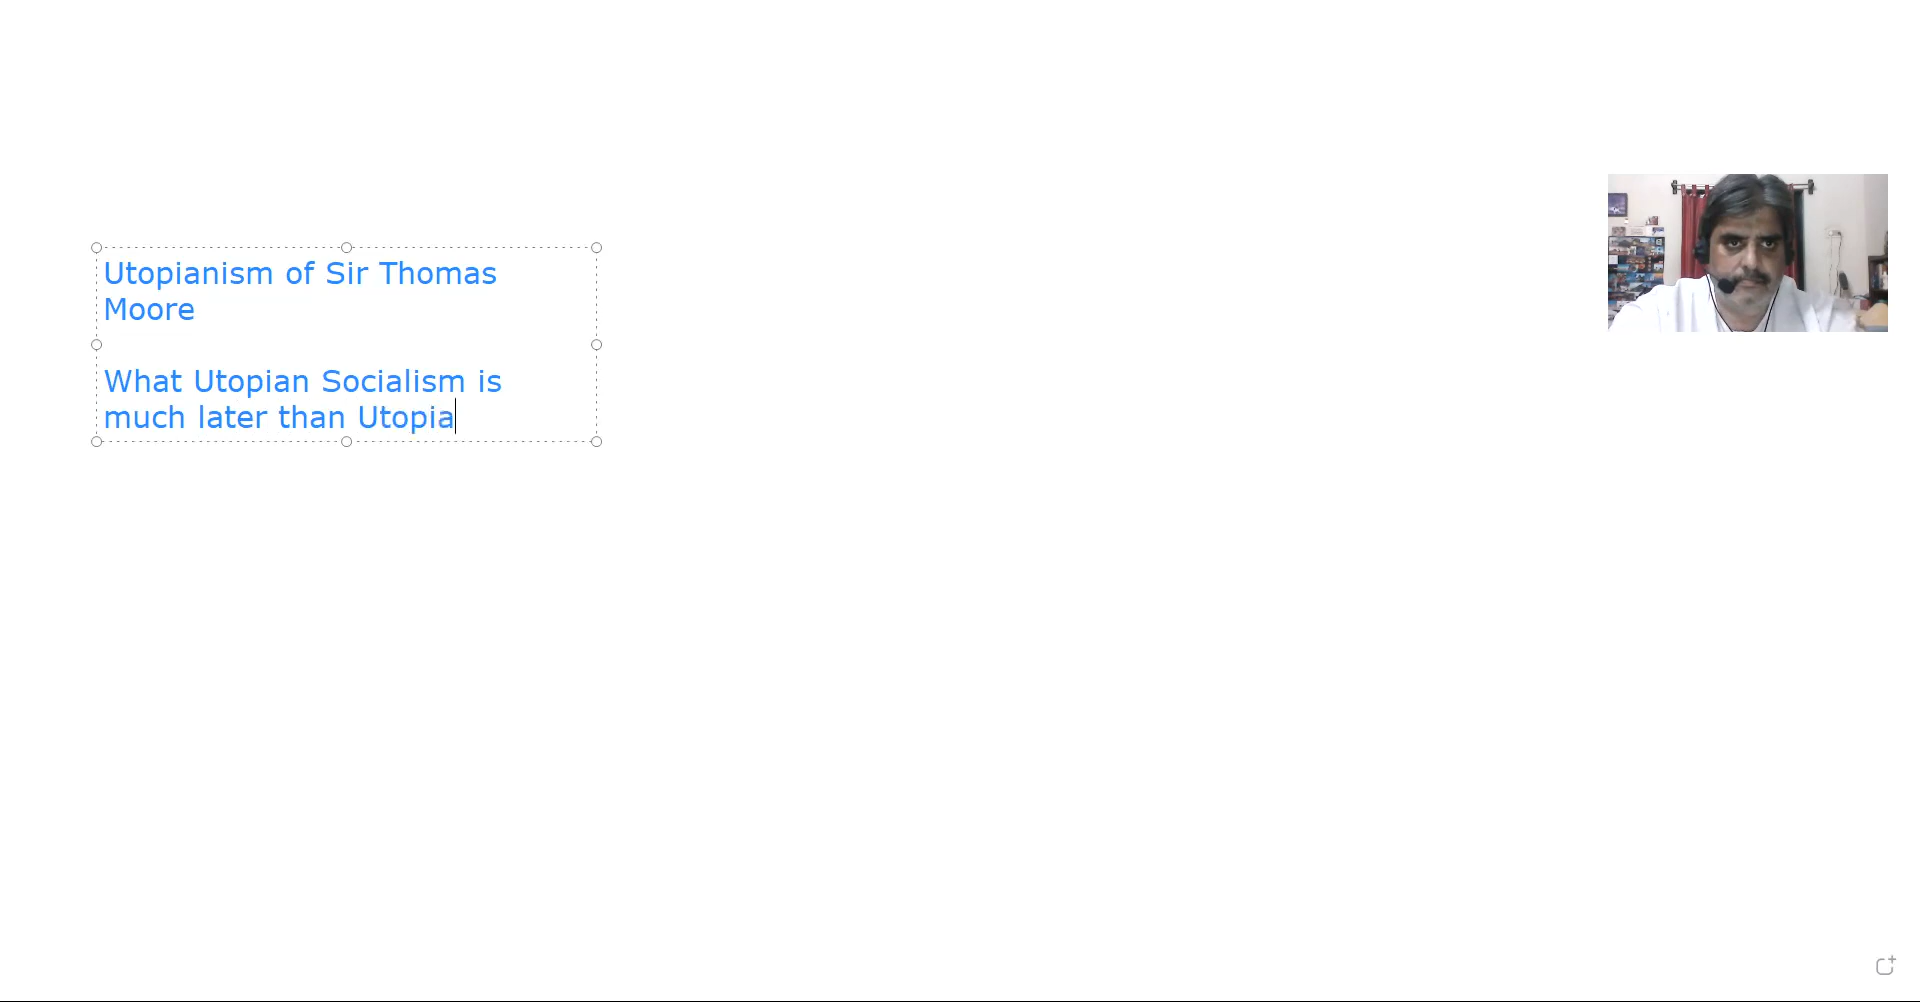 Utopianism of Sir Thomas
Moore
What Utopian Socialism is
much later than Utopia